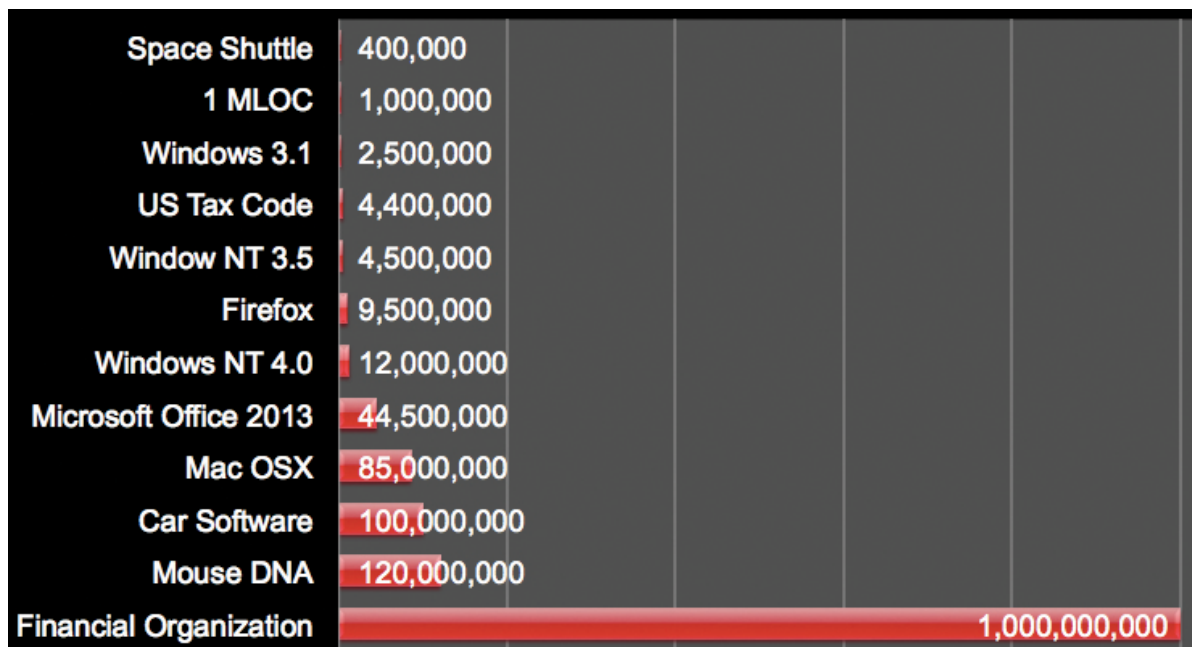 Space Shuttle 400,000
1 MLOC 1,000,000
Windows 3.1 2,500,000
US Tax Code 4,400,000
Window NT 3.5 4,500,000
Firefox 9,500,000
Windows NT 4.0 12,000,000
Microsoft Office 2013 44,500,000
Mac OSX 85,000,000
Car Software 100,000,000
Mouse DNA 120,000,000
Financial Organization 1,000,000,000